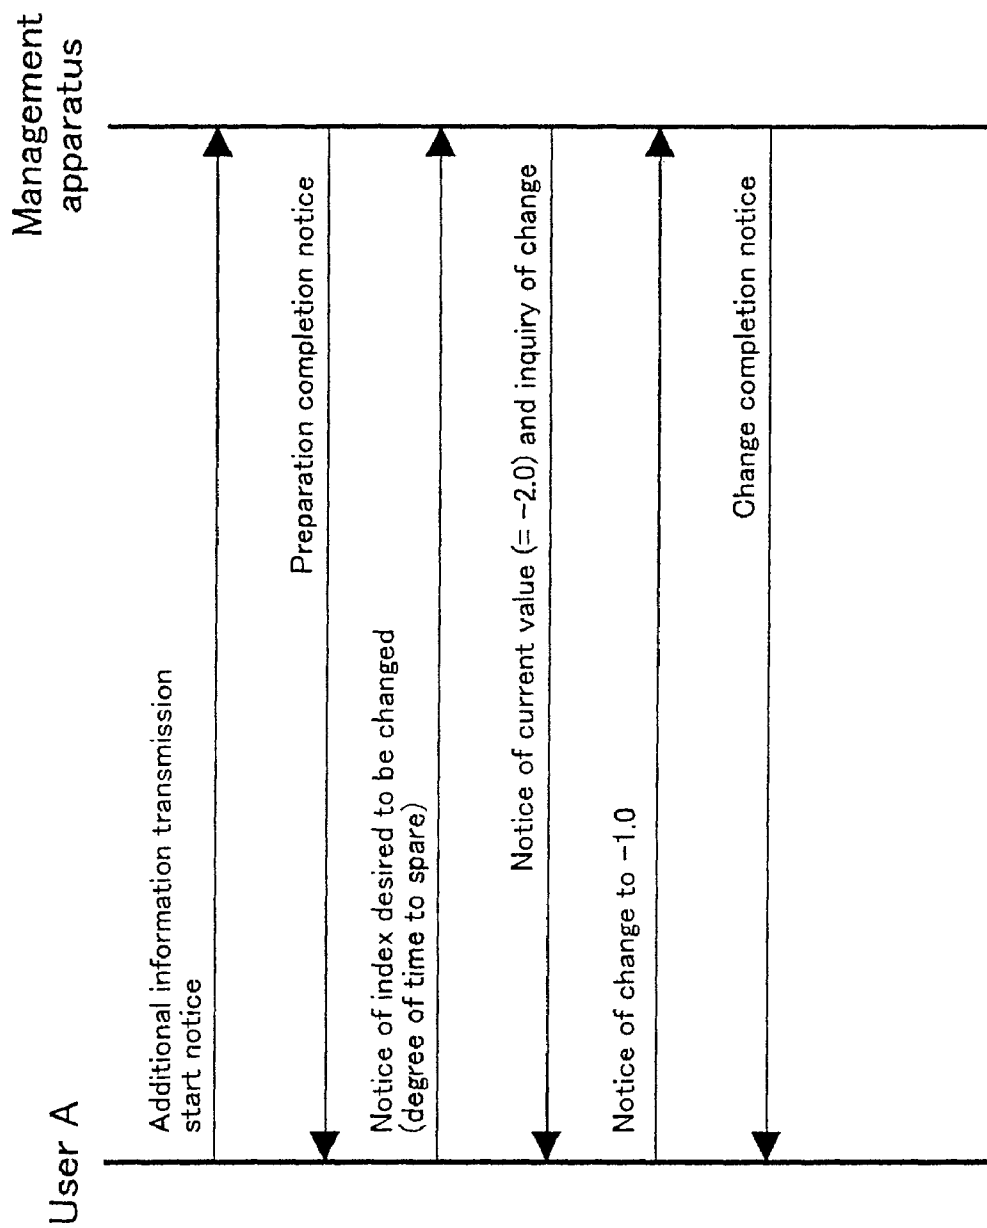 User A
Management
apparatus
Additional information transmission
start notice
Preparation completion notice
Notice of index desired to be changed
(degree of time to spare)
Notice of current value (= −2.0) and inquiry of change
Notice of change to −1.0
Change completion notice